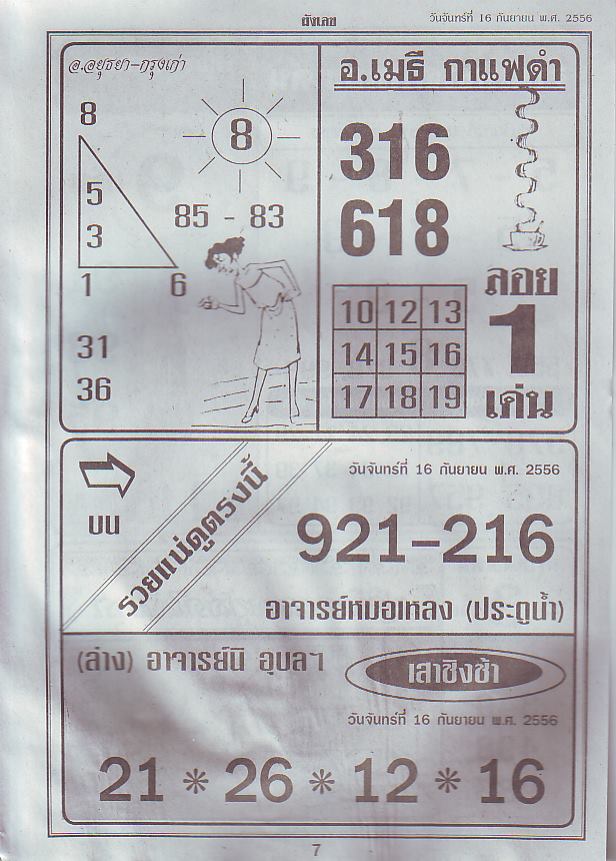 ผังเลข
วันจันทร์ที่ 16 กันยายน พ.ศ. 2556
อ.อยุธยา-กรุงเก่า
8
8
5
3
1 6
85 - 83
31
36
อ.เมธี กาแฟดำ
316
618
10 12 13
14 15 16
17 18 19
ลอย
1
เด่น
บน
รวยแน่ดูตรงนี้
วันจันทร์ที่ 16 กันยายน พ.ศ. 2556
921-216
อาจารย์หมอเหลง (ประตูน้ำ)
(ล่าง) อาจารย์นิ อุบลฯ
เสาชิงช้า
วันจันทร์ที่ 16 กันยายน พ.ศ. 2556
21 * 26 * 12 * 16
7